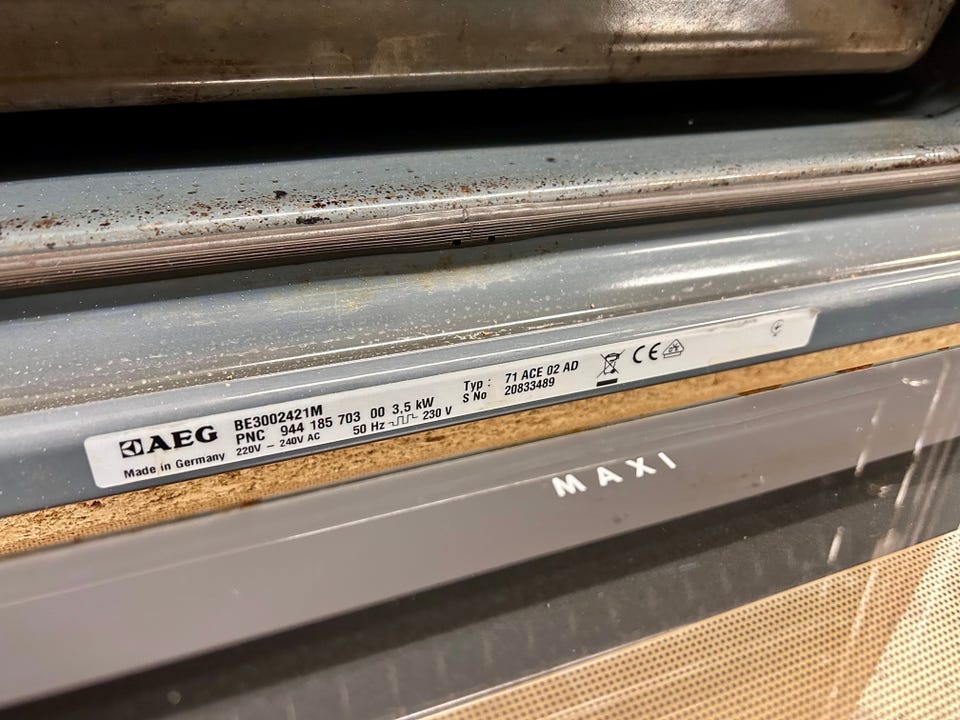 AEG
Made in Germany
BE3002421M
PNC 944 185 703 00 3,5 kW
220V – 240V AC 50 Hz 230 V
Typ : 71 ACE 02 AD
S No 20833489
CE
MAXI